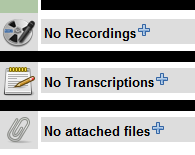 No Recordings
No Transcriptions
No attached files